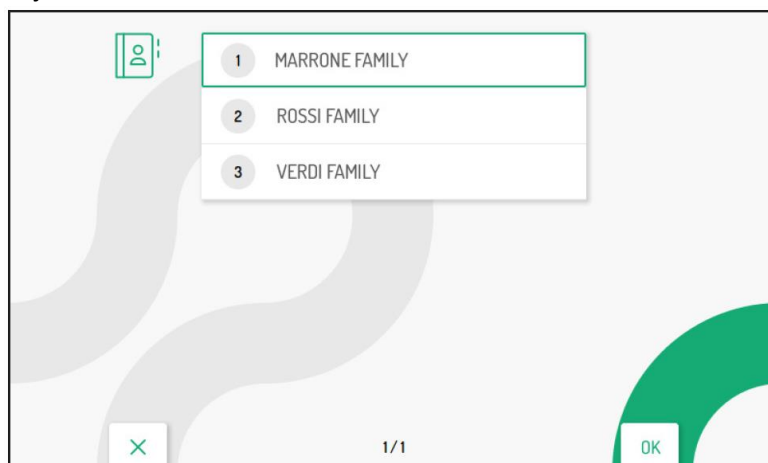 1 MARRONE FAMILY
2 ROSSI FAMILY
3 VERDI FAMILY
1/1
OK